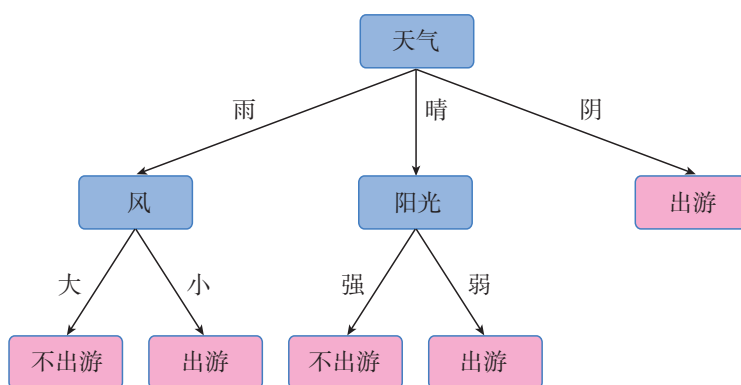 天气
雨
晴
阴
风
阳光
出游
大
小
强
弱
不出游
出游
不出游
出游